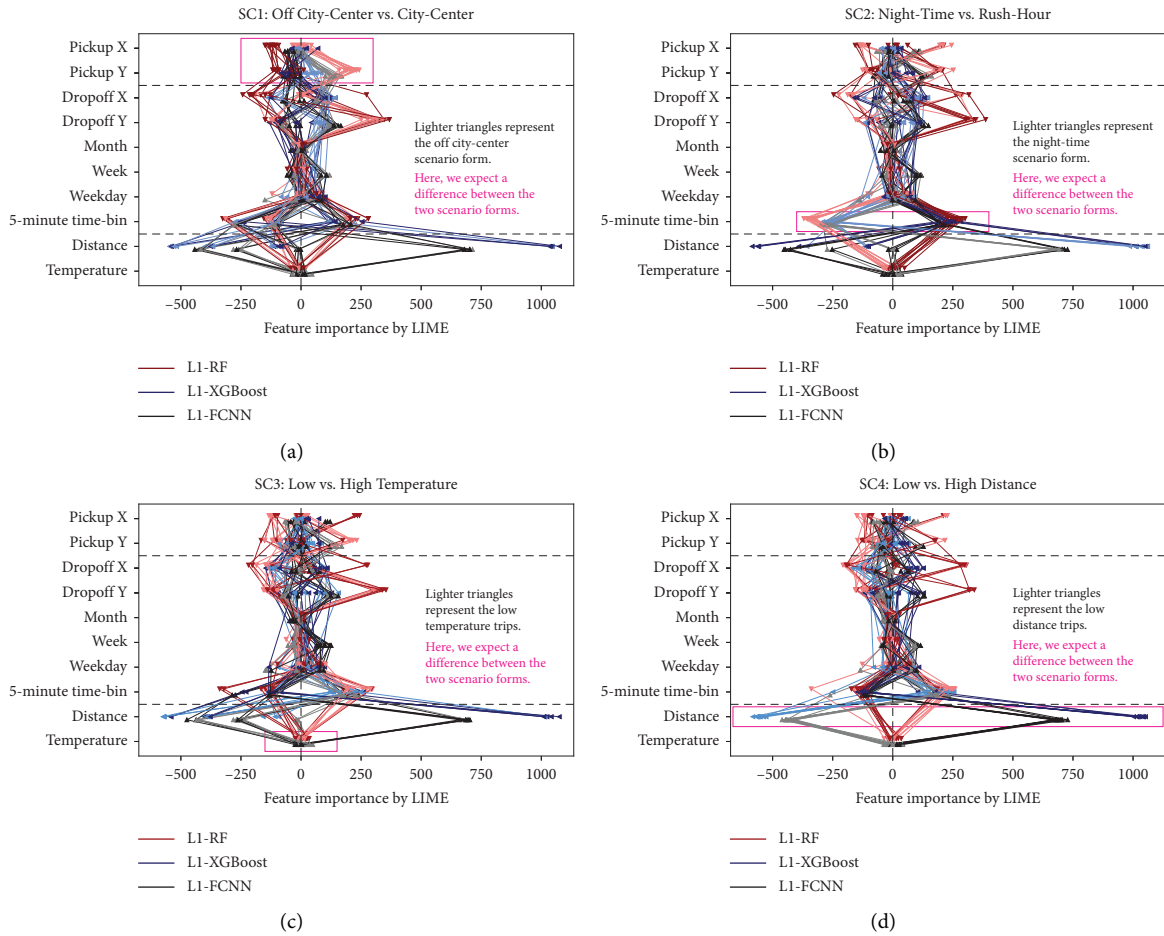 SC1: Off City-Center vs. City-Center
Pickup X
Pickup Y
Dropoff X
Dropoff Y
Month
Week
Weekday
5-minute time-bin
Distance
Temperature
Lighter triangles represent
the off city-center
scenario form.
Here, we expect a
difference between the
two scenario forms.
−500 −250 0 250 500 750 1000
Feature importance by LIME
L1-RF
L1-XGBoost
L1-FCNN
(a)
SC2: Night-Time vs. Rush-Hour
Pickup X
Pickup Y
Dropoff X
Dropoff Y
Month
Week
Weekday
5-minute time-bin
Distance
Temperature
Lighter triangles represent
the night-time
scenario form.
Here, we expect a
difference between the
two scenario forms.
−500 −250 0 250 500 750 1000
Feature importance by LIME
L1-RF
L1-XGBoost
L1-FCNN
(b)
SC3: Low vs. High Temperature
Pickup X
Pickup Y
Dropoff X
Dropoff Y
Month
Week
Weekday
5-minute time-bin
Distance
Temperature
Lighter triangles
represent the low
temperature trips.
Here, we expect a
difference between the
two scenario forms.
−500 −250 0 250 500 750 1000
Feature importance by LIME
L1-RF
L1-XGBoost
L1-FCNN
(c)
SC4: Low vs. High Distance
Pickup X
Pickup Y
Dropoff X
Dropoff Y
Month
Week
Weekday
5-minute time-bin
Distance
Temperature
Lighter triangles
represent the low
distance trips.
Here, we expect a
difference between the
two scenario forms.
−500 −250 0 250 500 750 1000
Feature importance by LIME
L1-RF
L1-XGBoost
L1-FCNN
(d)